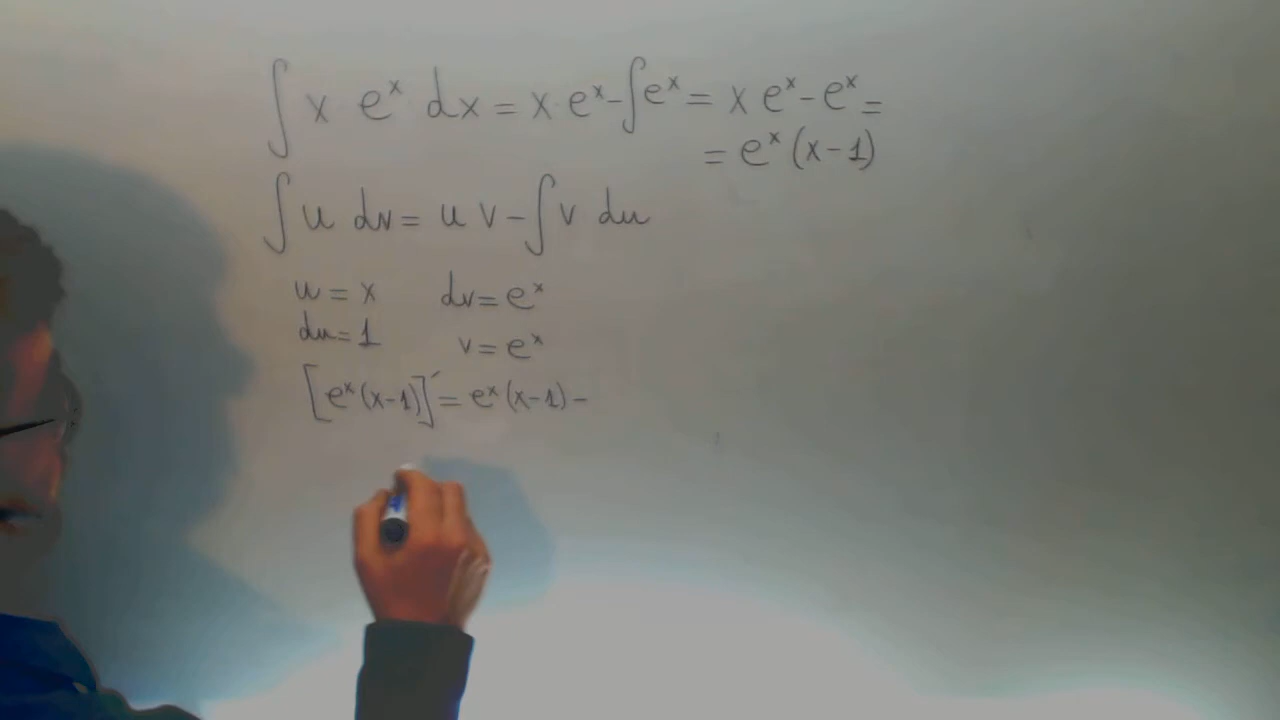 ∫ x eˣ dx = x eˣ - ∫eˣ = x eˣ - eˣ =
= eˣ (x-1)
∫ u dv = u v - ∫ v du
u = x dv = eˣ
du = 1 v = eˣ
[eˣ (x-1)]´ = eˣ (x-1) -